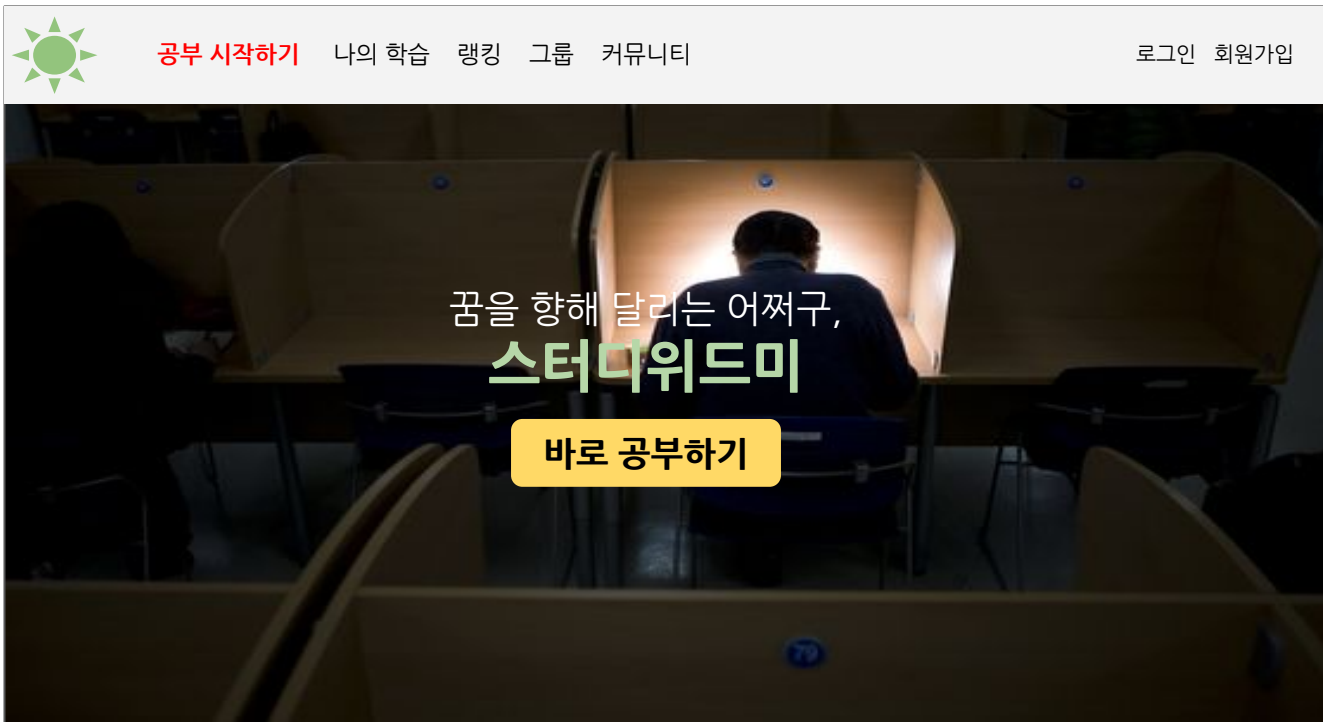 공부 시작하기 나의 학습 랭킹 그룹 커뮤니티 로그인 회원가입
꿈을 향해 달리는 어쩌구,
스터디위드미
바로 공부하기
79